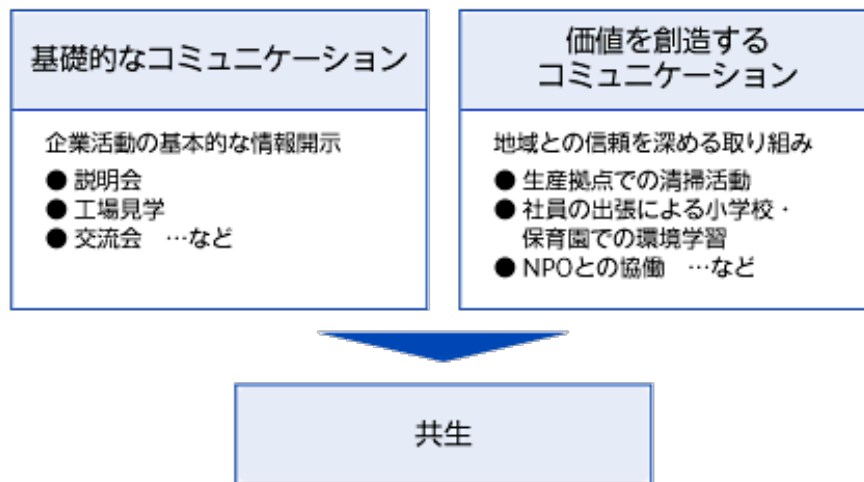 基礎的なコミュニケーション
企業活動の基本的な情報開示
● 説明会
● 工場見学
● 交流会　…など
価値を創造する
コミュニケーション
地域との信頼を深める取り組み
● 生産拠点での清掃活動
● 社員の出張による小学校・
保育園での環境学習
● NPOとの協働　…など
共生